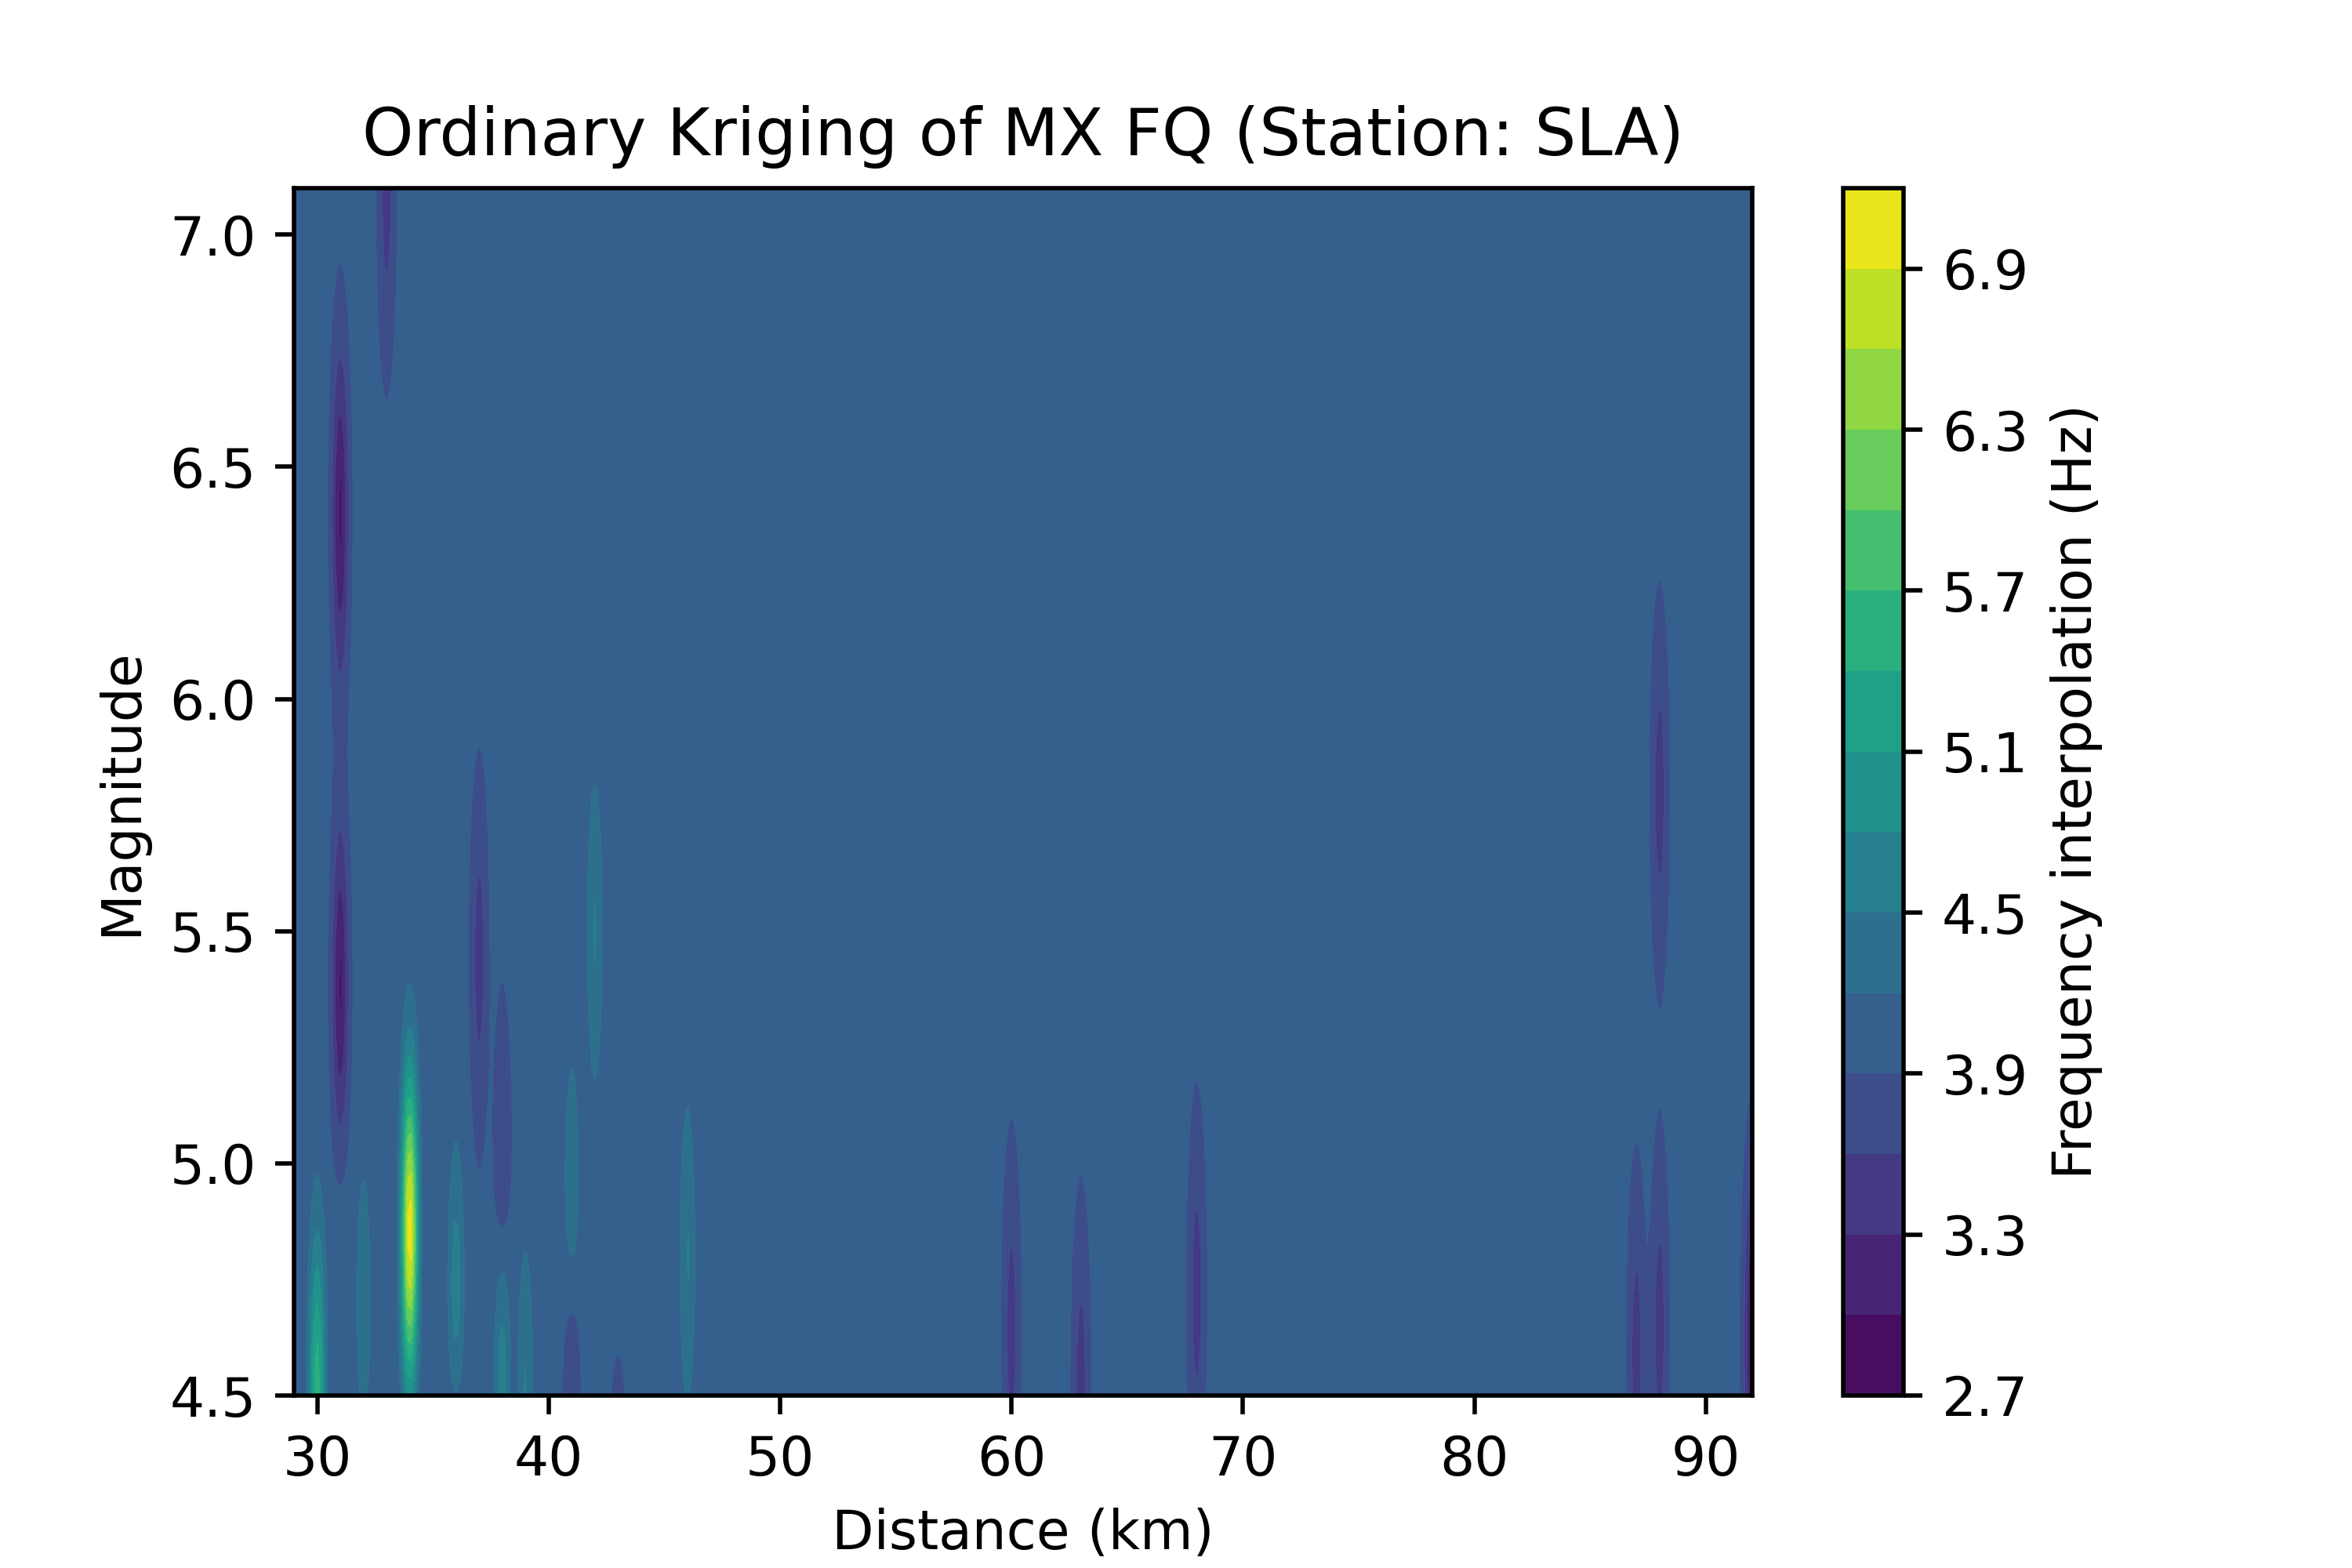 Ordinary Kriging of MX FQ (Station: SLA)
7.0
6.5
6.0
5.5
5.0
4.5
Magnitude
30 40 50 60 70 80 90
Distance (km)
6.9
6.3
5.7
5.1
4.5
3.9
3.3
2.7
Frequency interpolation (Hz)